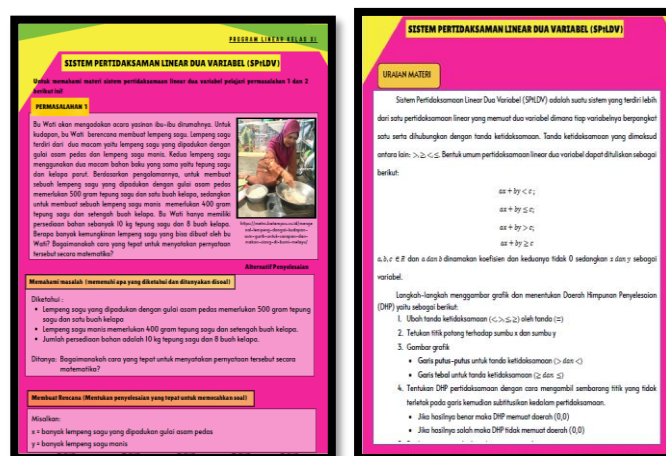 PROGRAM LINEAR KELAS XI
SISTEM PERTIDAKSAMAAN LINEAR DUA VARIABEL (SPtLDV)
Untuk memahami materi sistem pertidaksamaan linear dua variabel pelajari permasalahan 1 dan 2
berikut ini!
PERMASALAHAN 1
Bu Wati akan mengadakan acara yasinan ibu-ibu dirumahnya. Untuk
kudapan, bu Wati berencana membuat lempeng sagu. Lempeng sagu
terdiri dari dua macam yaitu lempeng sagu yang dipadukan dengan
gulai asam pedas dan lempeng sagu manis. Kedua lempeng sagu
menggunakan dua macam bahan baku yang sama yaitu tepung sagu
dan kelapa parut. Berdasarkan pengalamannya, untuk membuat
sebuah lempeng sagu yang dipadukan dengan gulai asam pedas
memerlukan 500 gram tepung sagu dan satu buah kelapa, sedangkan
untuk membuat sebuah lempeng sagu manis memerlukan 400 gram
tepung sagu dan setengah buah kelapa. Bu Wati hanya memiliki
persediaan bahan sebanyak 10 kg tepung sagu dan 8 buah kelapa.
Berapa banyak kemungkinan lempeng sagu yang bisa dibuat oleh bu
Wati? Bagaimanakah cara yang tepat untuk menyatakan pernyataan
tersebut secara matematika?
Alternatif Penyelesaian
Memahami masalah (memenuhi apa yang diketahui dan ditanyakan disoal)
Diketahui :
• Lempeng sagu yang dipadukan dengan gulai asam pedas memerlukan 500 gram tepung
sagu dan satu buah kelapa
• Lempeng sagu manis memerlukan 400 gram tepung sagu dan setengah buah kelapa.
• Jumlah persediaan bahan adalah 10 kg tepung sagu dan 8 buah kelapa.
Ditanya: Bagaimanakah cara yang tepat untuk menyatakan pernyataan tersebut secara
matematika?
Membuat Rencana (Mentukan penyelesaian yang tepat untuk memecahkan soal)
Misalkan:
x = banyak lempeng sagu yang dipadukan gulai asam pedas
y = banyak lempeng sagu manis
SISTEM PERTIDAKSAMAAN LINEAR DUA VARIABEL (SPtLDV)
URAIAN MATERI
Sistem Pertidaksamaan Linear Dua Variabel (SPtLDV) adalah suatu sistem yang terdiri lebih
dari satu pertidaksamaan linear yang memuat dua variabel dimana tiap variabelnya berpangkat
satu serta dihubungkan dengan tanda ketidaksamaan. Tanda ketidaksamaan yang dimaksud
antara lain: >, ≥ <, ≤. Bentuk umum pertidaksamaan linear dua variabel dapat dituliskan sebagai
berikut:
ax + by < c ;
ax + by ≤ c;
ax + by > c;
ax + by ≥ c
a, b, c ∈ R dan a dan b dinamakan koefisien dan keduanya tidak 0 sedangkan x dan y sebagai
variabel.
Langkah-langkah menggambar grafik dan menentukan Daerah Himpunan Penyelesaian
(DHP) yaitu sebagai berikut:
1. Ubah tanda ketidaksamaan (<, >, ≤, ≥) oleh tanda (=)
2. Tetukan titik potong terhadap sumbu x dan sumbu y
3. Gambar grafik
• Garis putus-putus untuk tanda ketidaksamaan (> dan <)
• Garis tebal untuk tanda ketidaksamaan (≥ dan ≤)
4. Tentukan DHP pertidaksamaan dengan cara mengambil sembarang titik yang tidak
terletak pada garis kemudian subtitusikan kedalam pertidaksamaan.
• Jika hasilnya benar maka DHP memuat daerah (0,0)
• Jika hasilnya salah maka DHP tidak memuat daerah (0,0)